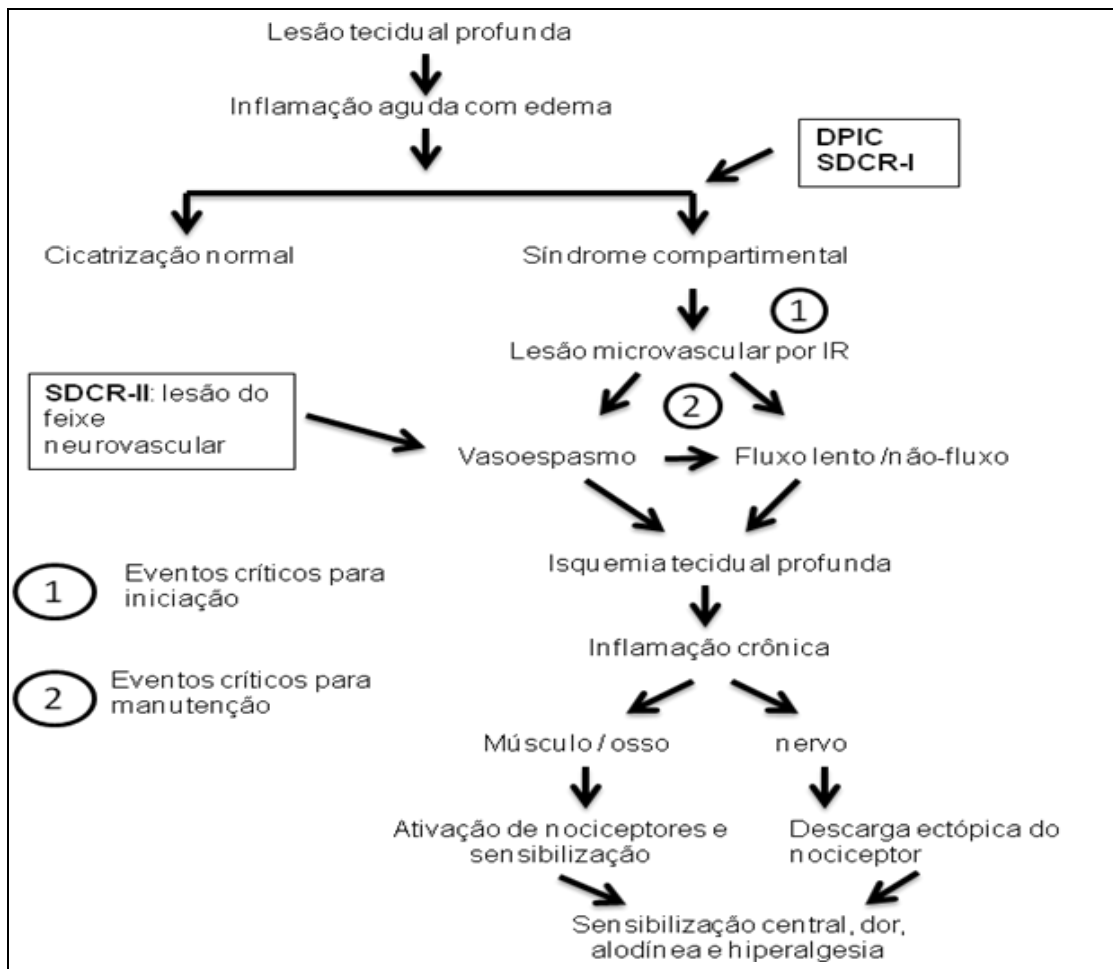 Lesão tecidual profunda
Inflamação aguda com edema
DPIC
SDCR-I
Cicatrização normal
Síndrome compartimental
1
Lesão microvascular por IR
SDCR-II: lesão do
feixe
neurovascular
2
Vasoespasmo
Fluxo lento /não-fluxo
Isquemia tecidual profunda
1
Eventos críticos para
iniciação
Inflamação crônica
2
Eventos críticos para
manutenção
Músculo / osso
nervo
Ativação de nociceptores e
sensibilização
Descarga ectópica do
nociceptor
Sensibilização central, dor,
alodínea e hiperalgesia